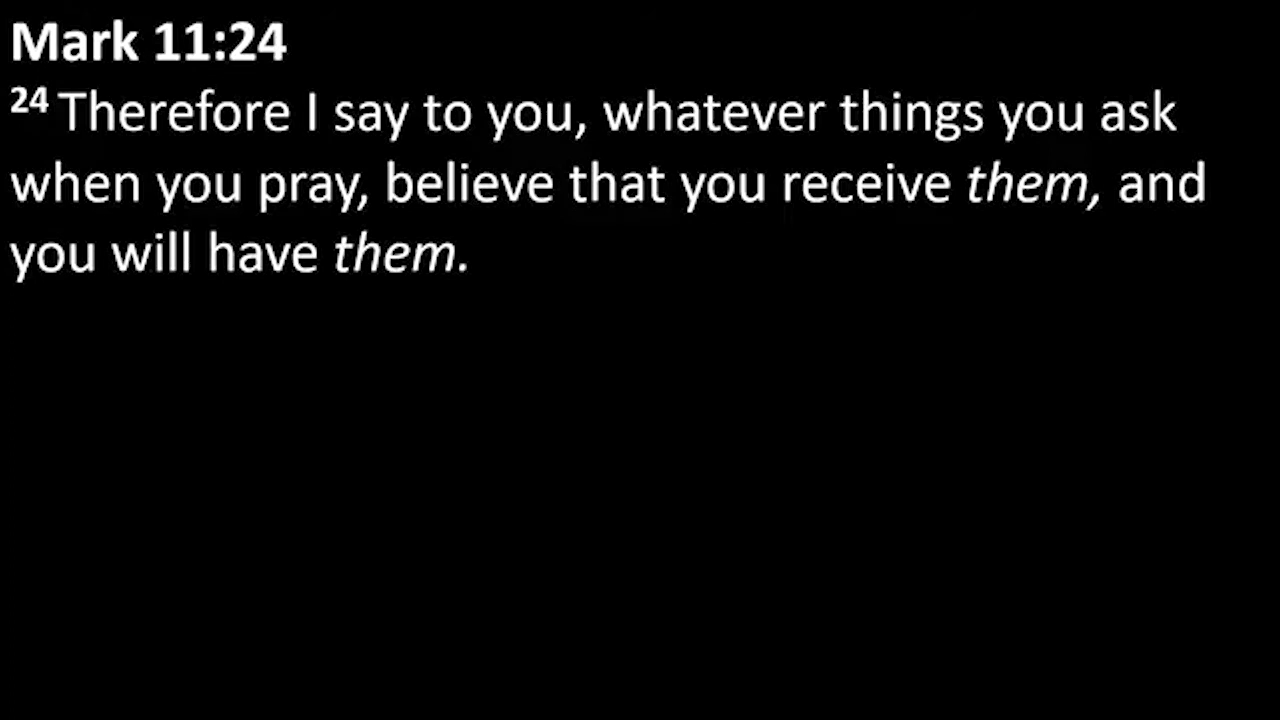 Mark 11:24
24 Therefore I say to you, whatever things you ask
when you pray, believe that you receive them, and
you will have them.